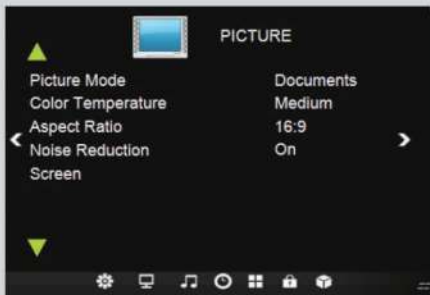 PICTURE
Picture Mode Documents
Color Temperature Medium
Aspect Ratio 16:9
Noise Reduction On
Screen